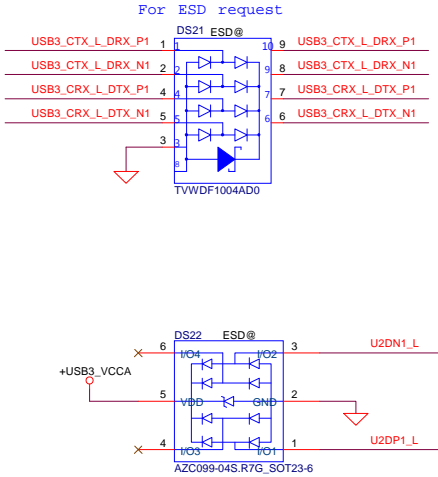 For ESD request
DS21 ESD@
USB3_CTX_L_DRX_P1 1 1 10 9 USB3_CTX_L_DRX_P1
USB3_CTX_L_DRX_N1 2 2 9 8 USB3_CTX_L_DRX_N1
USB3_CRX_L_DTX_P1 4 4 7 7 USB3_CRX_L_DTX_P1
USB3_CRX_L_DTX_N1 5 5 6 6 USB3_CRX_L_DTX_N1
3 3
8
TVWDF1004AD0
DS22 ESD@
6 I/O4 I/O2 3 U2DN1_L
+USB3_VCCA
5 VDD GND 2
4 I/O3 I/O1 1 U2DP1_L
AZC099-04S.R7G_SOT23-6